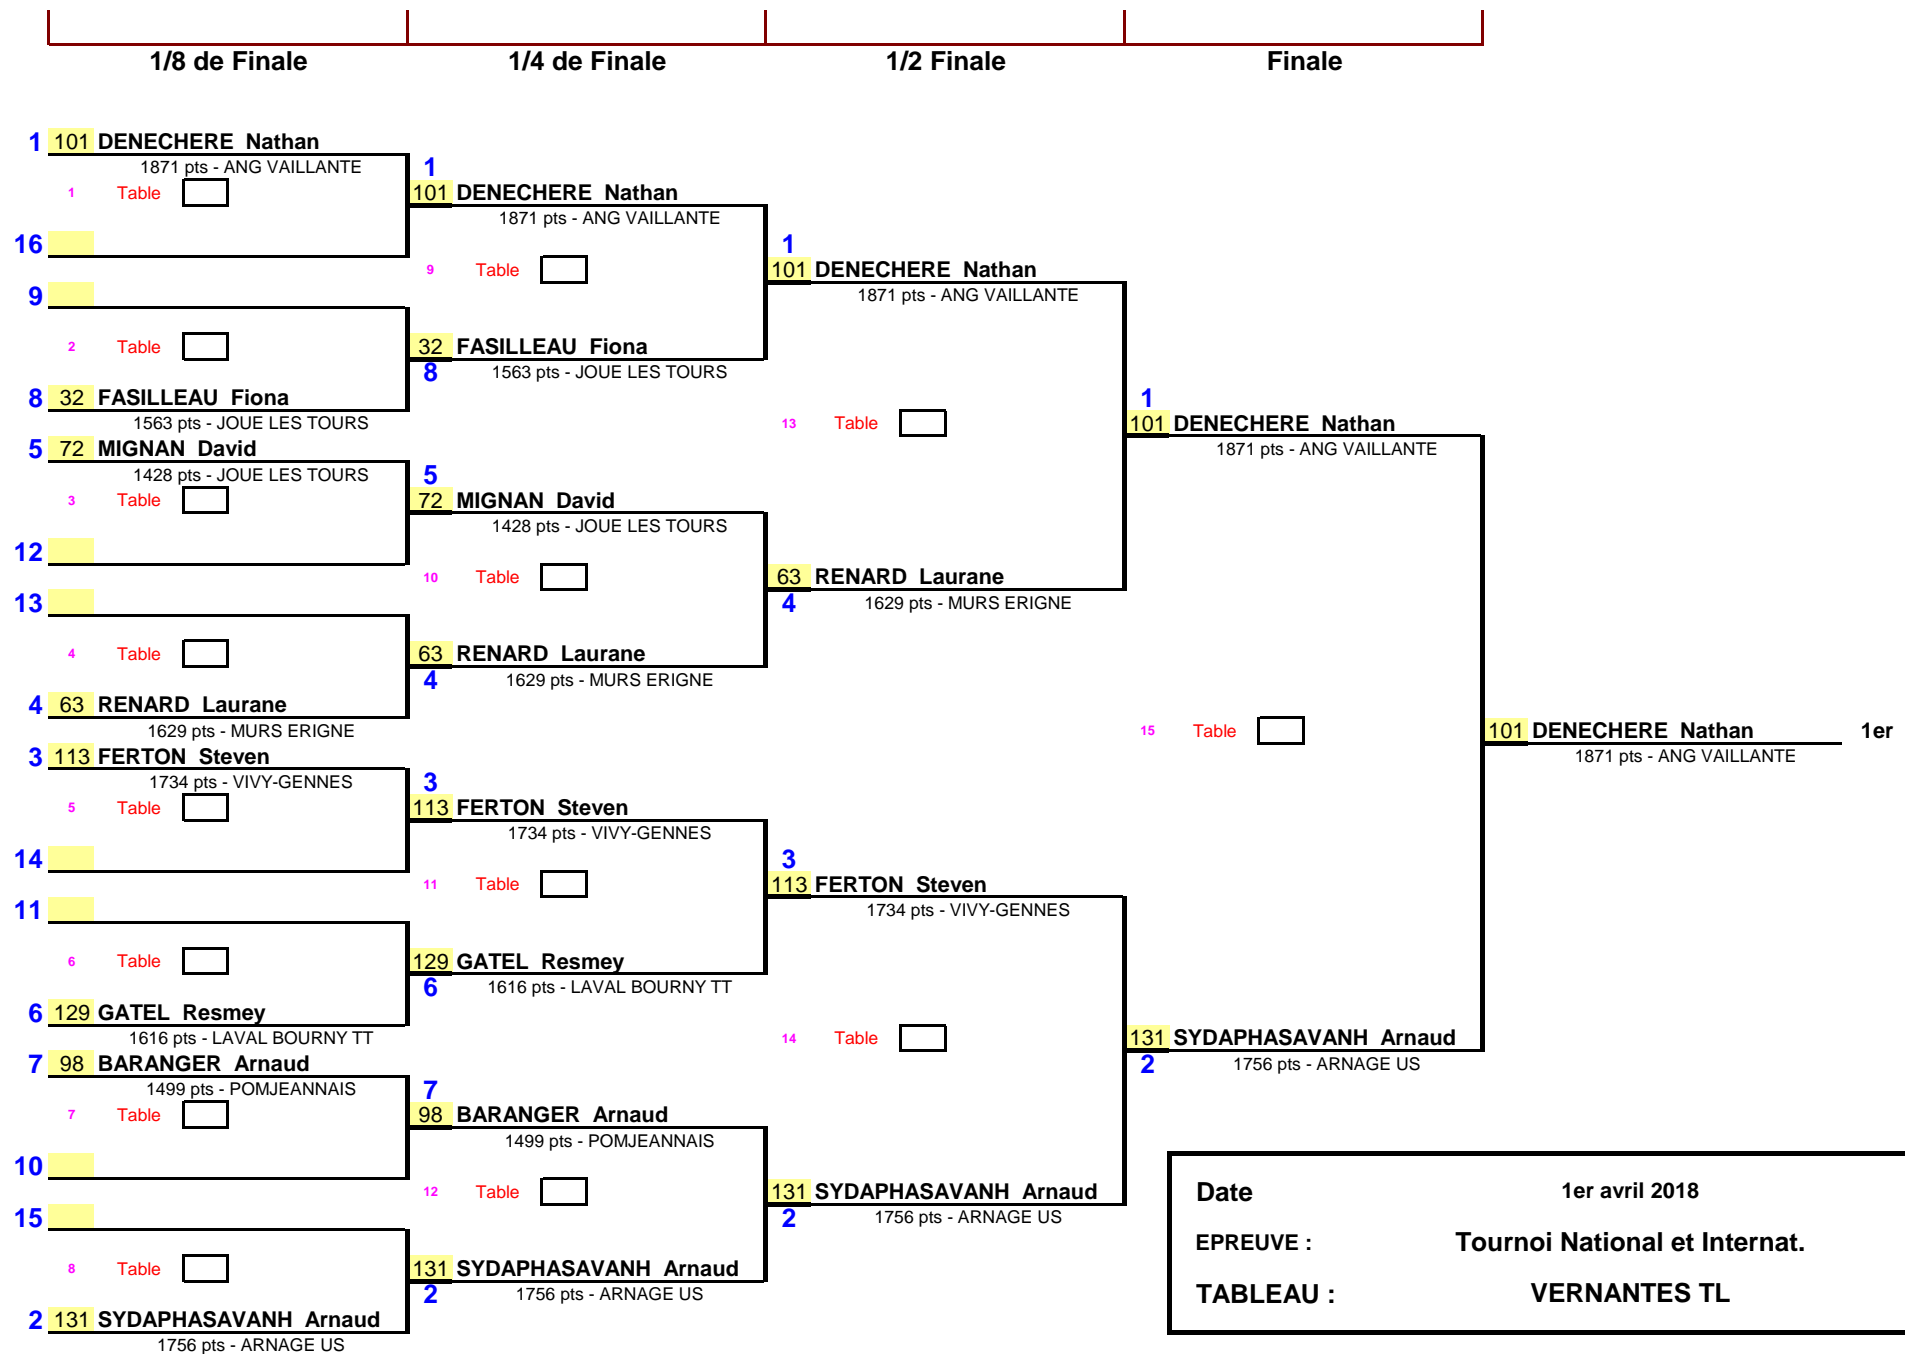 1/8 de Finale 1/4 de Finale 1/2 Finale Finale
1 101 DENECHERE Nathan
1871 pts - ANG VAILLANTE
1 Table
16
9
2 Table
8 32 FASILLEAU Fiona
1563 pts - JOUE LES TOURS
5 72 MIGNAN David
1428 pts - JOUE LES TOURS
3 Table
12
13
4 Table
4 63 RENARD Laurane
1629 pts - MURS ERIGNE
3 113 FERTON Steven
1734 pts - VIVY-GENNES
5 Table
14
11
6 Table
6 129 GATEL Resmey
1616 pts - LAVAL BOURNY TT
7 98 BARANGER Arnaud
1499 pts - POMJEANNAIS
7 Table
10
15
8 Table
2 131 SYDAPHASAVANH Arnaud
1756 pts - ARNAGE US
1
101 DENECHERE Nathan
1871 pts - ANG VAILLANTE
9 Table
32 FASILLEAU Fiona
8 1563 pts - JOUE LES TOURS
5
72 MIGNAN David
1428 pts - JOUE LES TOURS
10 Table
63 RENARD Laurane
4 1629 pts - MURS ERIGNE
3
113 FERTON Steven
1734 pts - VIVY-GENNES
11 Table
129 GATEL Resmey
6 1616 pts - LAVAL BOURNY TT
7
98 BARANGER Arnaud
1499 pts - POMJEANNAIS
12 Table
131 SYDAPHASAVANH Arnaud
2 1756 pts - ARNAGE US
1
101 DENECHERE Nathan
1871 pts - ANG VAILLANTE
13 Table
63 RENARD Laurane
4 1629 pts - MURS ERIGNE
3
113 FERTON Steven
1734 pts - VIVY-GENNES
14 Table
131 SYDAPHASAVANH Arnaud
2 1756 pts - ARNAGE US
1
101 DENECHERE Nathan
1871 pts - ANG VAILLANTE
15 Table
131 SYDAPHASAVANH Arnaud
2 1756 pts - ARNAGE US
101 DENECHERE Nathan 1er
1871 pts - ANG VAILLANTE
Date 1er avril 2018
EPREUVE : Tournoi National et Internat.
TABLEAU : VERNANTES TL